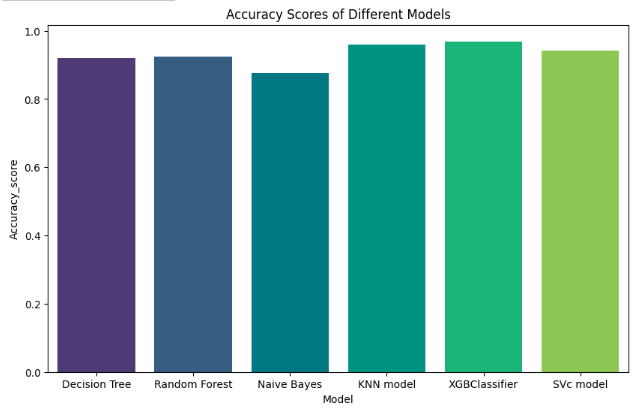 Accuracy Scores of Different Models
1.0
0.8
0.6
0.4
0.2
0.0
Accuracy_score
Decision Tree Random Forest Naive Bayes KNN model XGBClassifier SVc model
Model